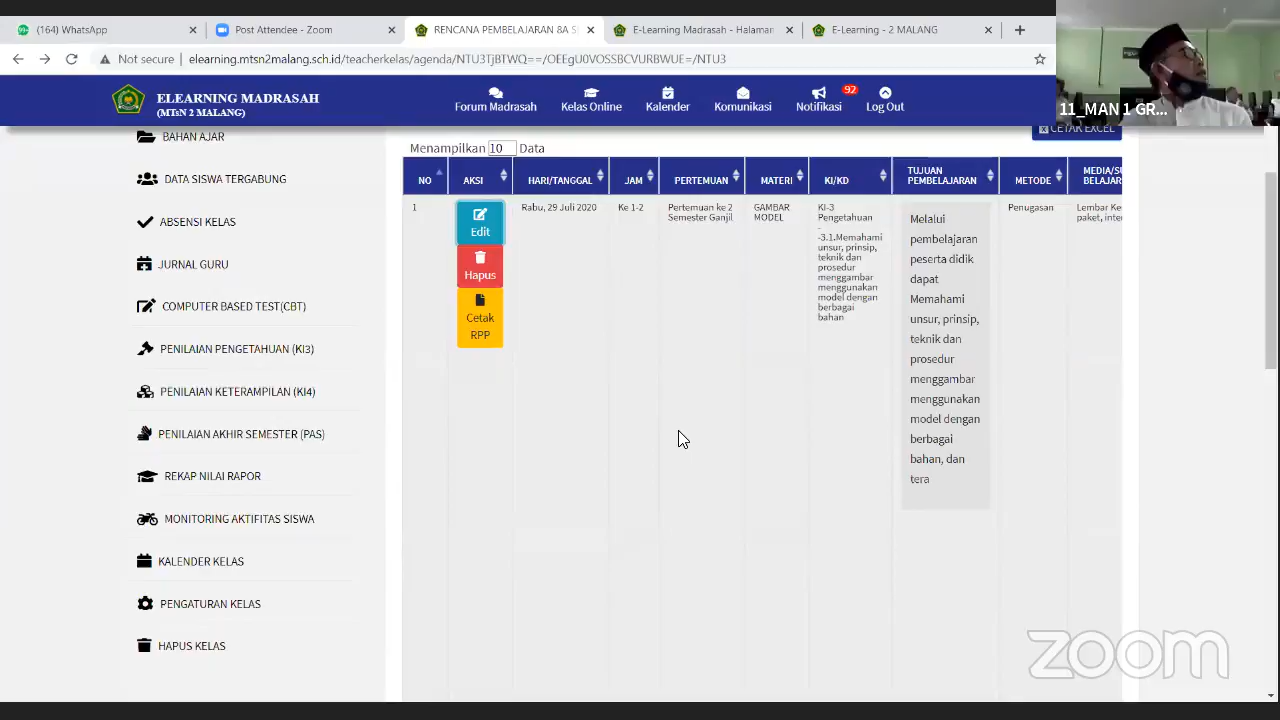 (164) WhatsApp
Post Attendee - Zoom
RENCANA PEMBELAJARAN 8A S
E-Learning Madrasah - Halaman
E-Learning - 2 MALANG
Not secure
elearning.mtsn2malang.sch.id/teacherkelas/
11_MAN 1 GR...
ELEARNING MADRASAH
(MTsN 2 MALANG)
Forum Madrasah
Kelas Online
Kalender
Komunikasi
92
Notifikasi
Log Out
CETAK EXCEL
BAHAN AJAR
DATA SISWA TERGABUNG
ABSENSI KELAS
JURNAL GURU
COMPUTER BASED TEST(CBT)
PENILAIAN PENGETAHUAN (KI3)
PENILAIAN KETERAMPILAN (KI4)
PENILAIAN AKHIR SEMESTER (PAS)
REKAP NILAI RAPOR
MONITORING AKTIFITAS SISWA
KALENDER KELAS
PENGATURAN KELAS
HAPUS KELAS
Menampilkan 10 Data
NO
AKSI
HARI/TANGGAL
JAM
PERTEMUAN
MATERI
KI/KD
TUJUAN
PEMBELAJARAN
METODE
MEDIA/SU
BELAJAR
1
Edit
Hapus
Cetak
RPP
Rabu, 29 Juli 2020
Ke 1-2
Pertemuan ke 2
Semester Ganjil
GAMBAR
MODEL
KI-3
Pengetahuan
-
-3.1.Memahami
unsur, prinsip,
teknik dan
prosedur
menggambar
menggunakan
model dengan
berbagai
bahan
Melalui
pembelajaran
peserta didik
dapat
Memahami
unsur, prinsip,
teknik dan
prosedur
menggambar
menggunakan
model dengan
berbagai
bahan, dan
tera
Penugasan
Lembar Ke
paket, inte
zoom